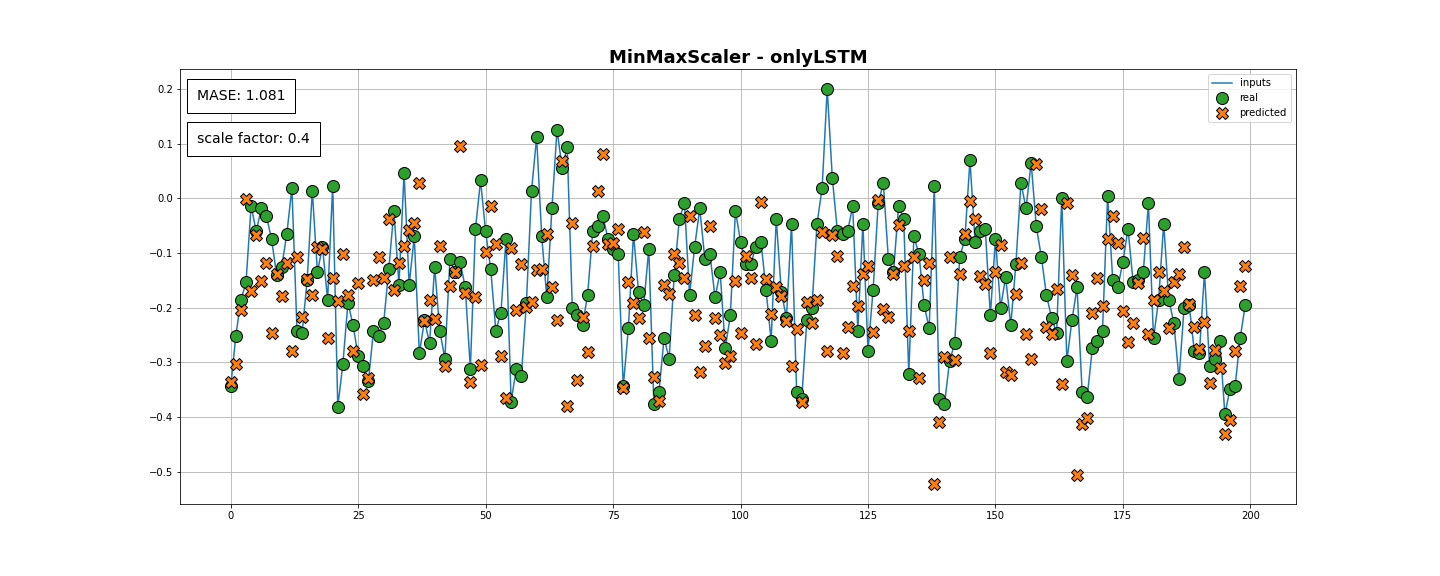 MinMaxScaler - onlyLSTM
MASE: 1.081
scale factor: 0.4
inputs
real
predicted
0.2
0.1
0.0
−0.1
−0.2
−0.3
−0.4
−0.5
0 25 50 75 100 125 150 175 200